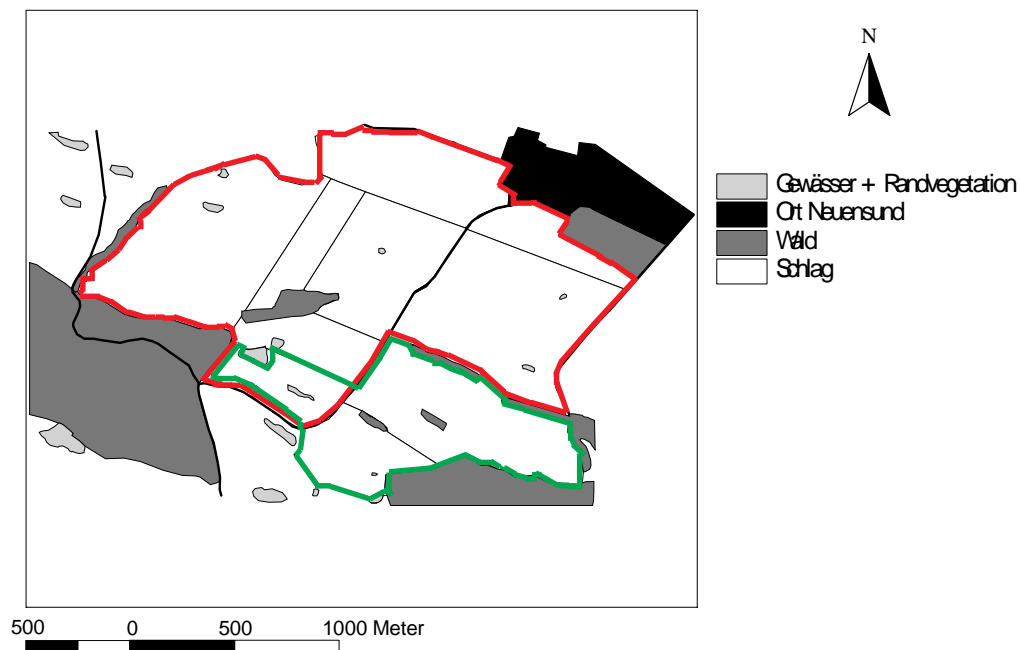 N
Gewässer + Randvegetation
Ort Neuensund
Wald
Schlag
500 0 500 1000 Meter